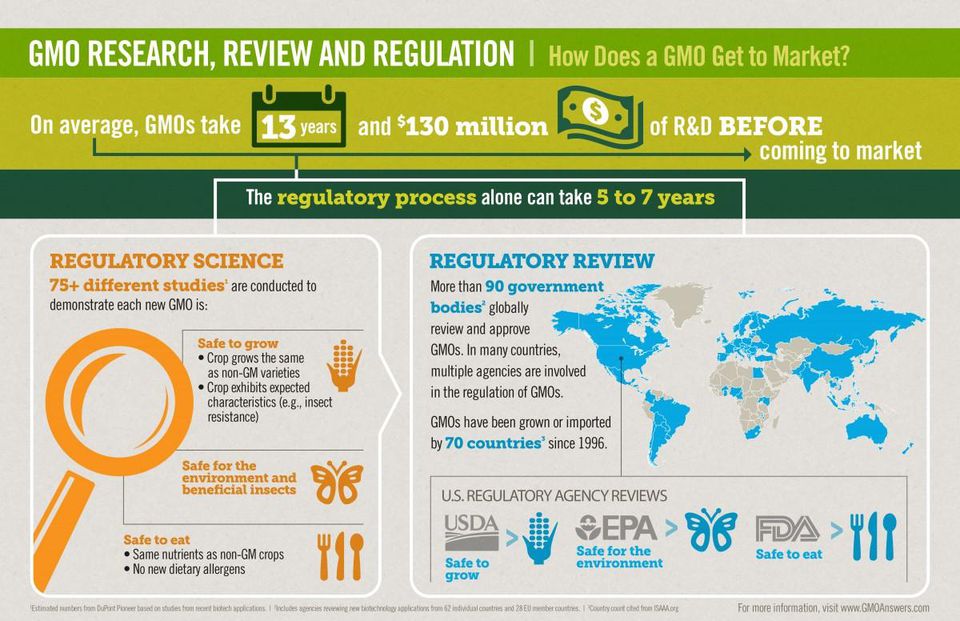 GMO RESEARCH, REVIEW AND REGULATION | How Does a GMO Get to Market?
On average, GMOs take 13 years and $130 million of R&D BEFORE
coming to market
The regulatory process alone can take 5 to 7 years
REGULATORY SCIENCE
75+ different studies¹ are conducted to
demonstrate each new GMO is:
Safe to grow
• Crop grows the same
as non-GM varieties
• Crop exhibits expected
characteristics (e.g., insect
resistance)
Safe for the
environment and
beneficial insects
Safe to eat
• Same nutrients as non-GM crops
• No new dietary allergens
REGULATORY REVIEW
More than 90 government
bodies² globally
review and approve
GMOs. In many countries,
multiple agencies are involved
in the regulation of GMOs.
GMOs have been grown or imported
by 70 countries³ since 1996.
U.S. REGULATORY AGENCY REVIEWS
USDA >
Safe to
grow
EPA >
Safe for the
environment
FDA >
Safe to eat
¹Estimated numbers from DuPont Pioneer based on studies from recent biotech applications. | ²Includes agencies reviewing new biotechnology applications from 62 individual countries and 28 EU member countries. | ³Country count cited from ISAAA.org
For more information, visit www.GMOAnswers.com